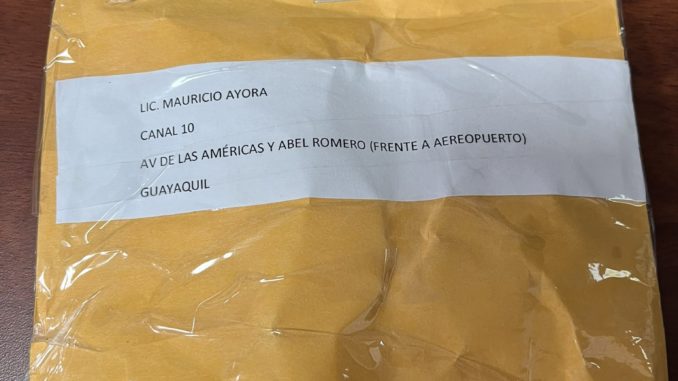 LIC. MAURICIO AYORA
CANAL 10
AV DE LAS AMÉRICAS Y ABEL ROMERO (FRENTE A AEREOPUERTO)
GUAYAQUIL